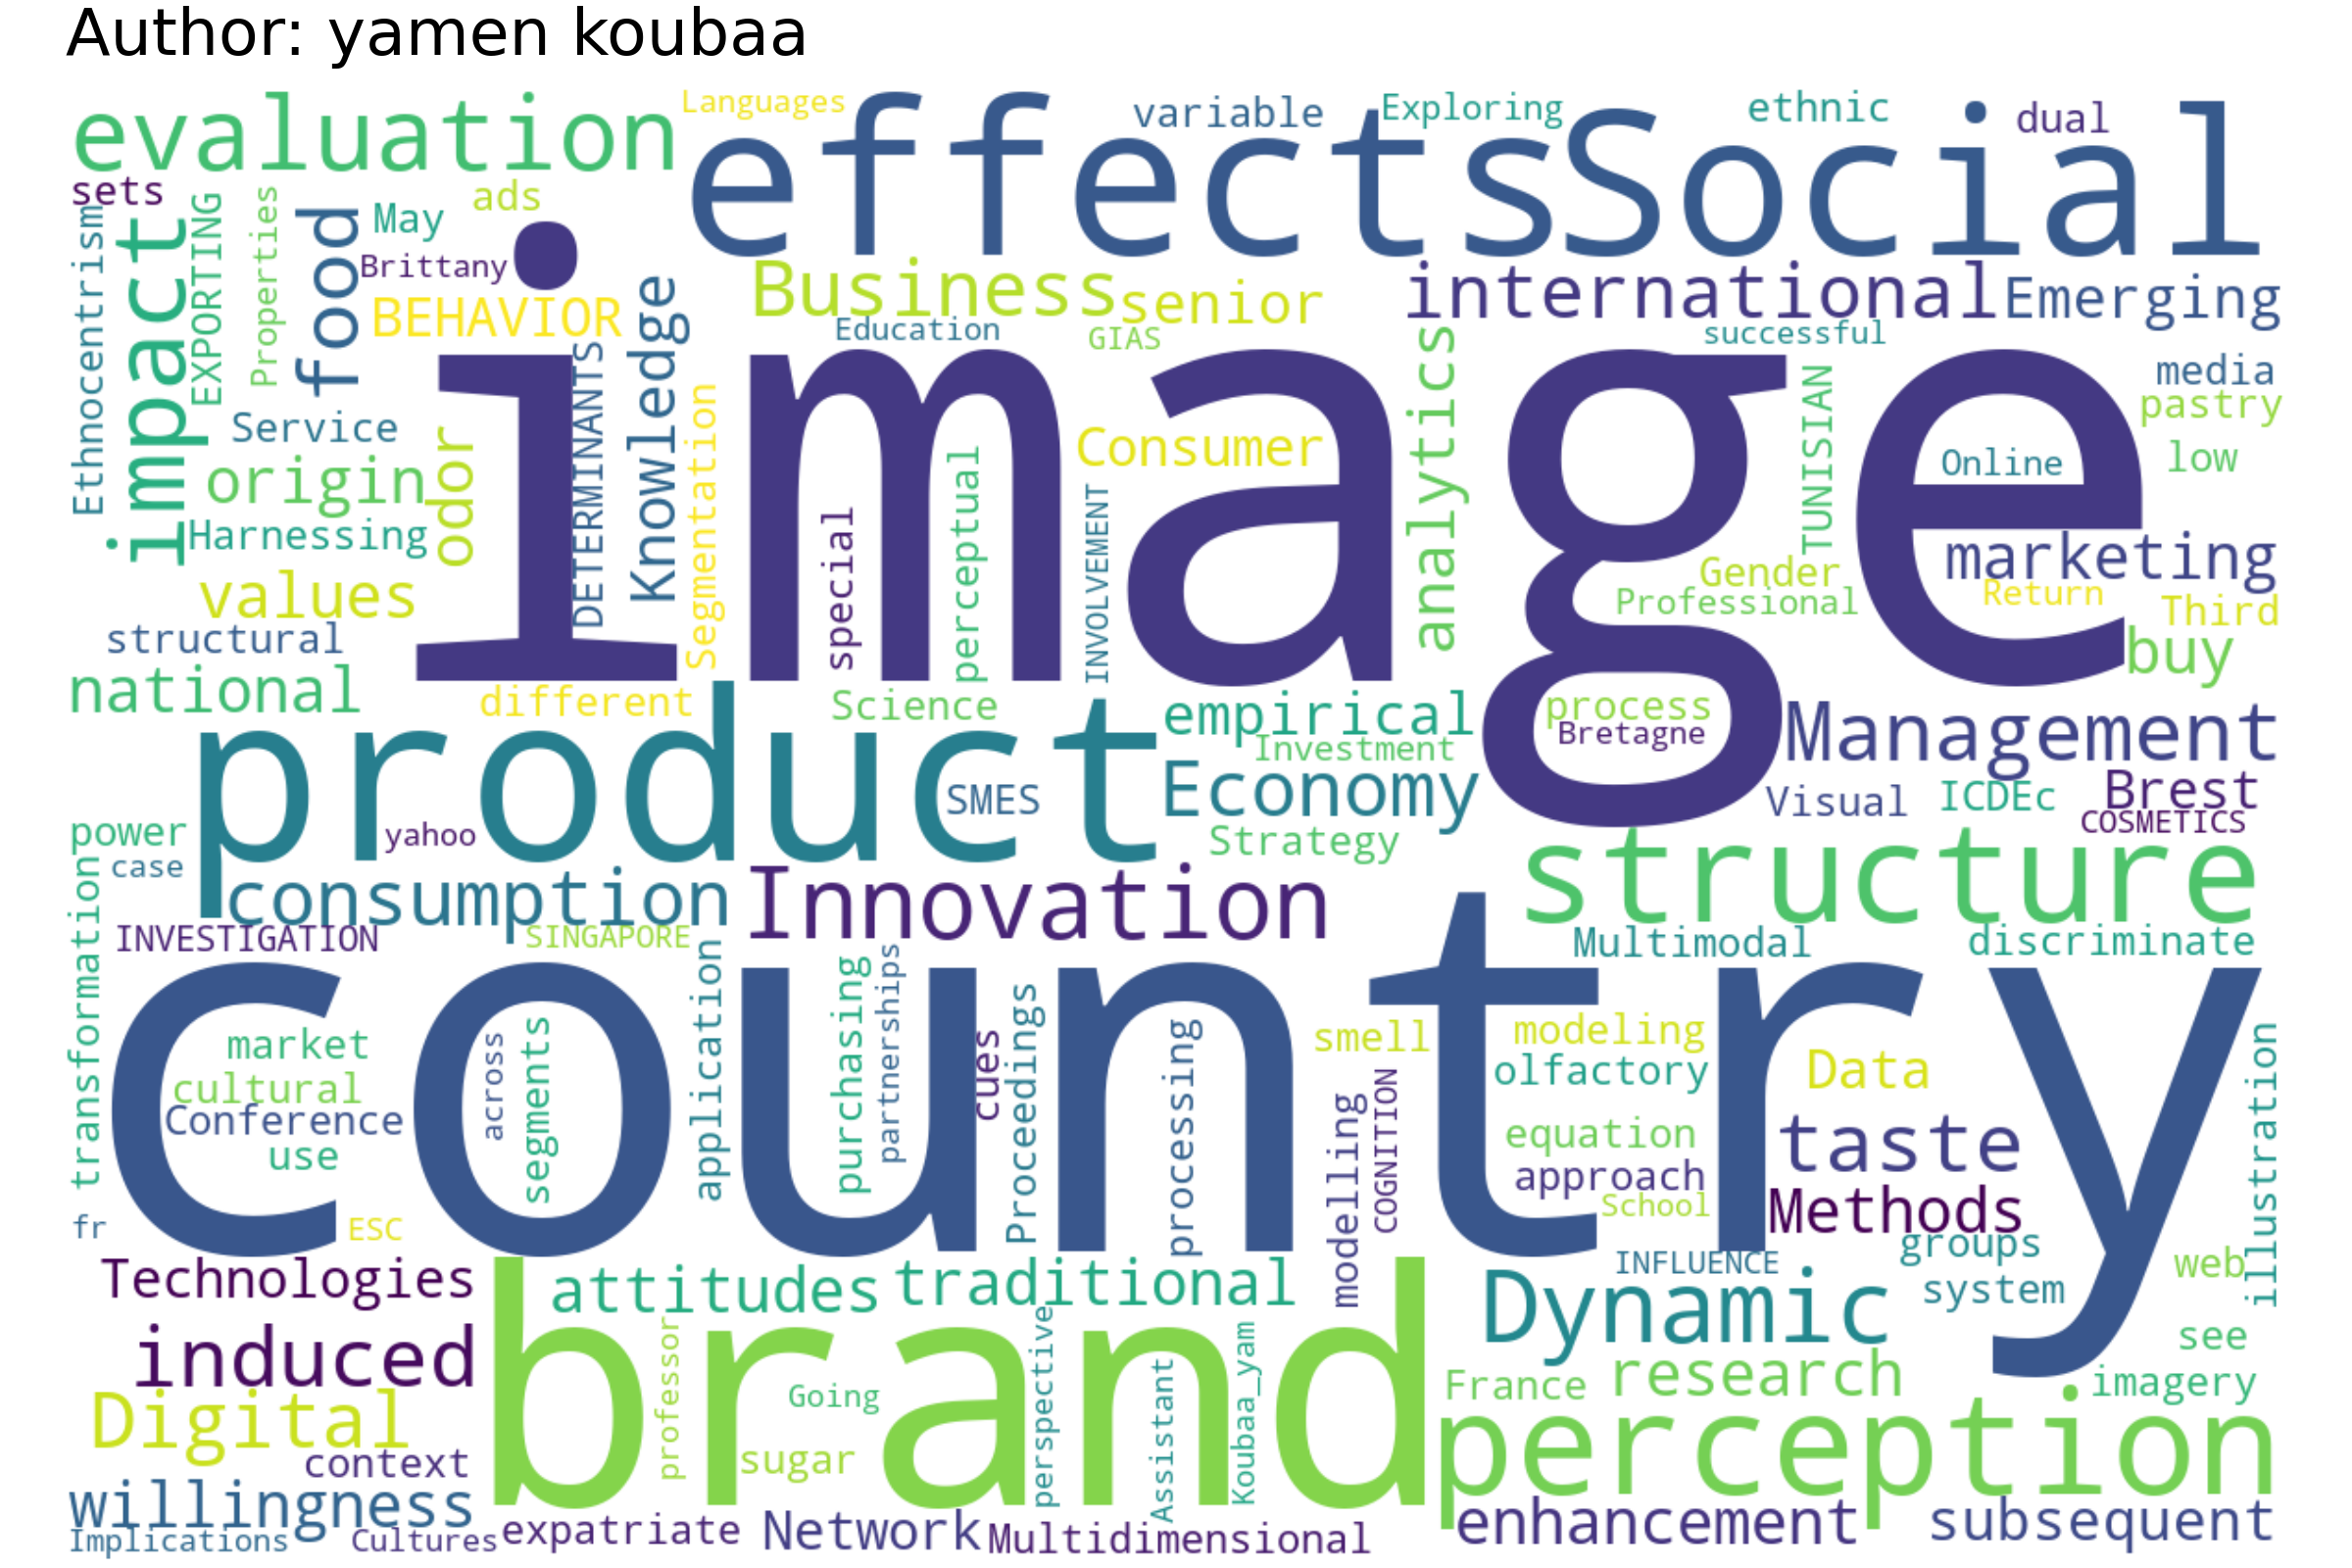 Author: yamen koubaa
evaluation
Languages
effects
variable
Exploring
Social
ethnic
dual
sets
Ethnocentrism
impact
EXPORTING
Properties
food
May
ads
Brittany
BEHAVIOR
Knowledge
Business
senior
international
Emerging
Education
GIAS
successful
image
media
pastry
low
Service
origin
Harnessing
odor
DETERMINANTS
Segmentation
special
perceptual
Consumer
INVOLVEMENT
analytics
TUNISIAN
Online
marketing
Gender
Professional
Return
Third
buy
values
structural
national
different
Science
empirical
Investment
process
Bretagne
Management
product
SMES
Economy
Strategy
Visual
ICDEc
Brest
COSMETICS
power
yahoo
case
transformation
consumption
Innovation
structure
INVESTIGATION
SINGAPORE
Multimodal
discriminate
country
market
cultural
Conference
use
across
segments
application
purchasing
partnerships
cues
Proceedings
processing
smell
modelling
COGNITION
modeling
olfactory
equation
approach
School
Data
taste
Methods
groups
illustration
fr
ESC
Technologies
attitudes
traditional
INFLUENCE
Dynamic
system
web
see
induced
brand
professor
Going
sugar
perspective
Assistant
Koubaa_yam
France
research
imagery
Digital
context
perception
willingness
Implications
Cultures
expatriate
Network
Multidimensional
enhancement
subsequent